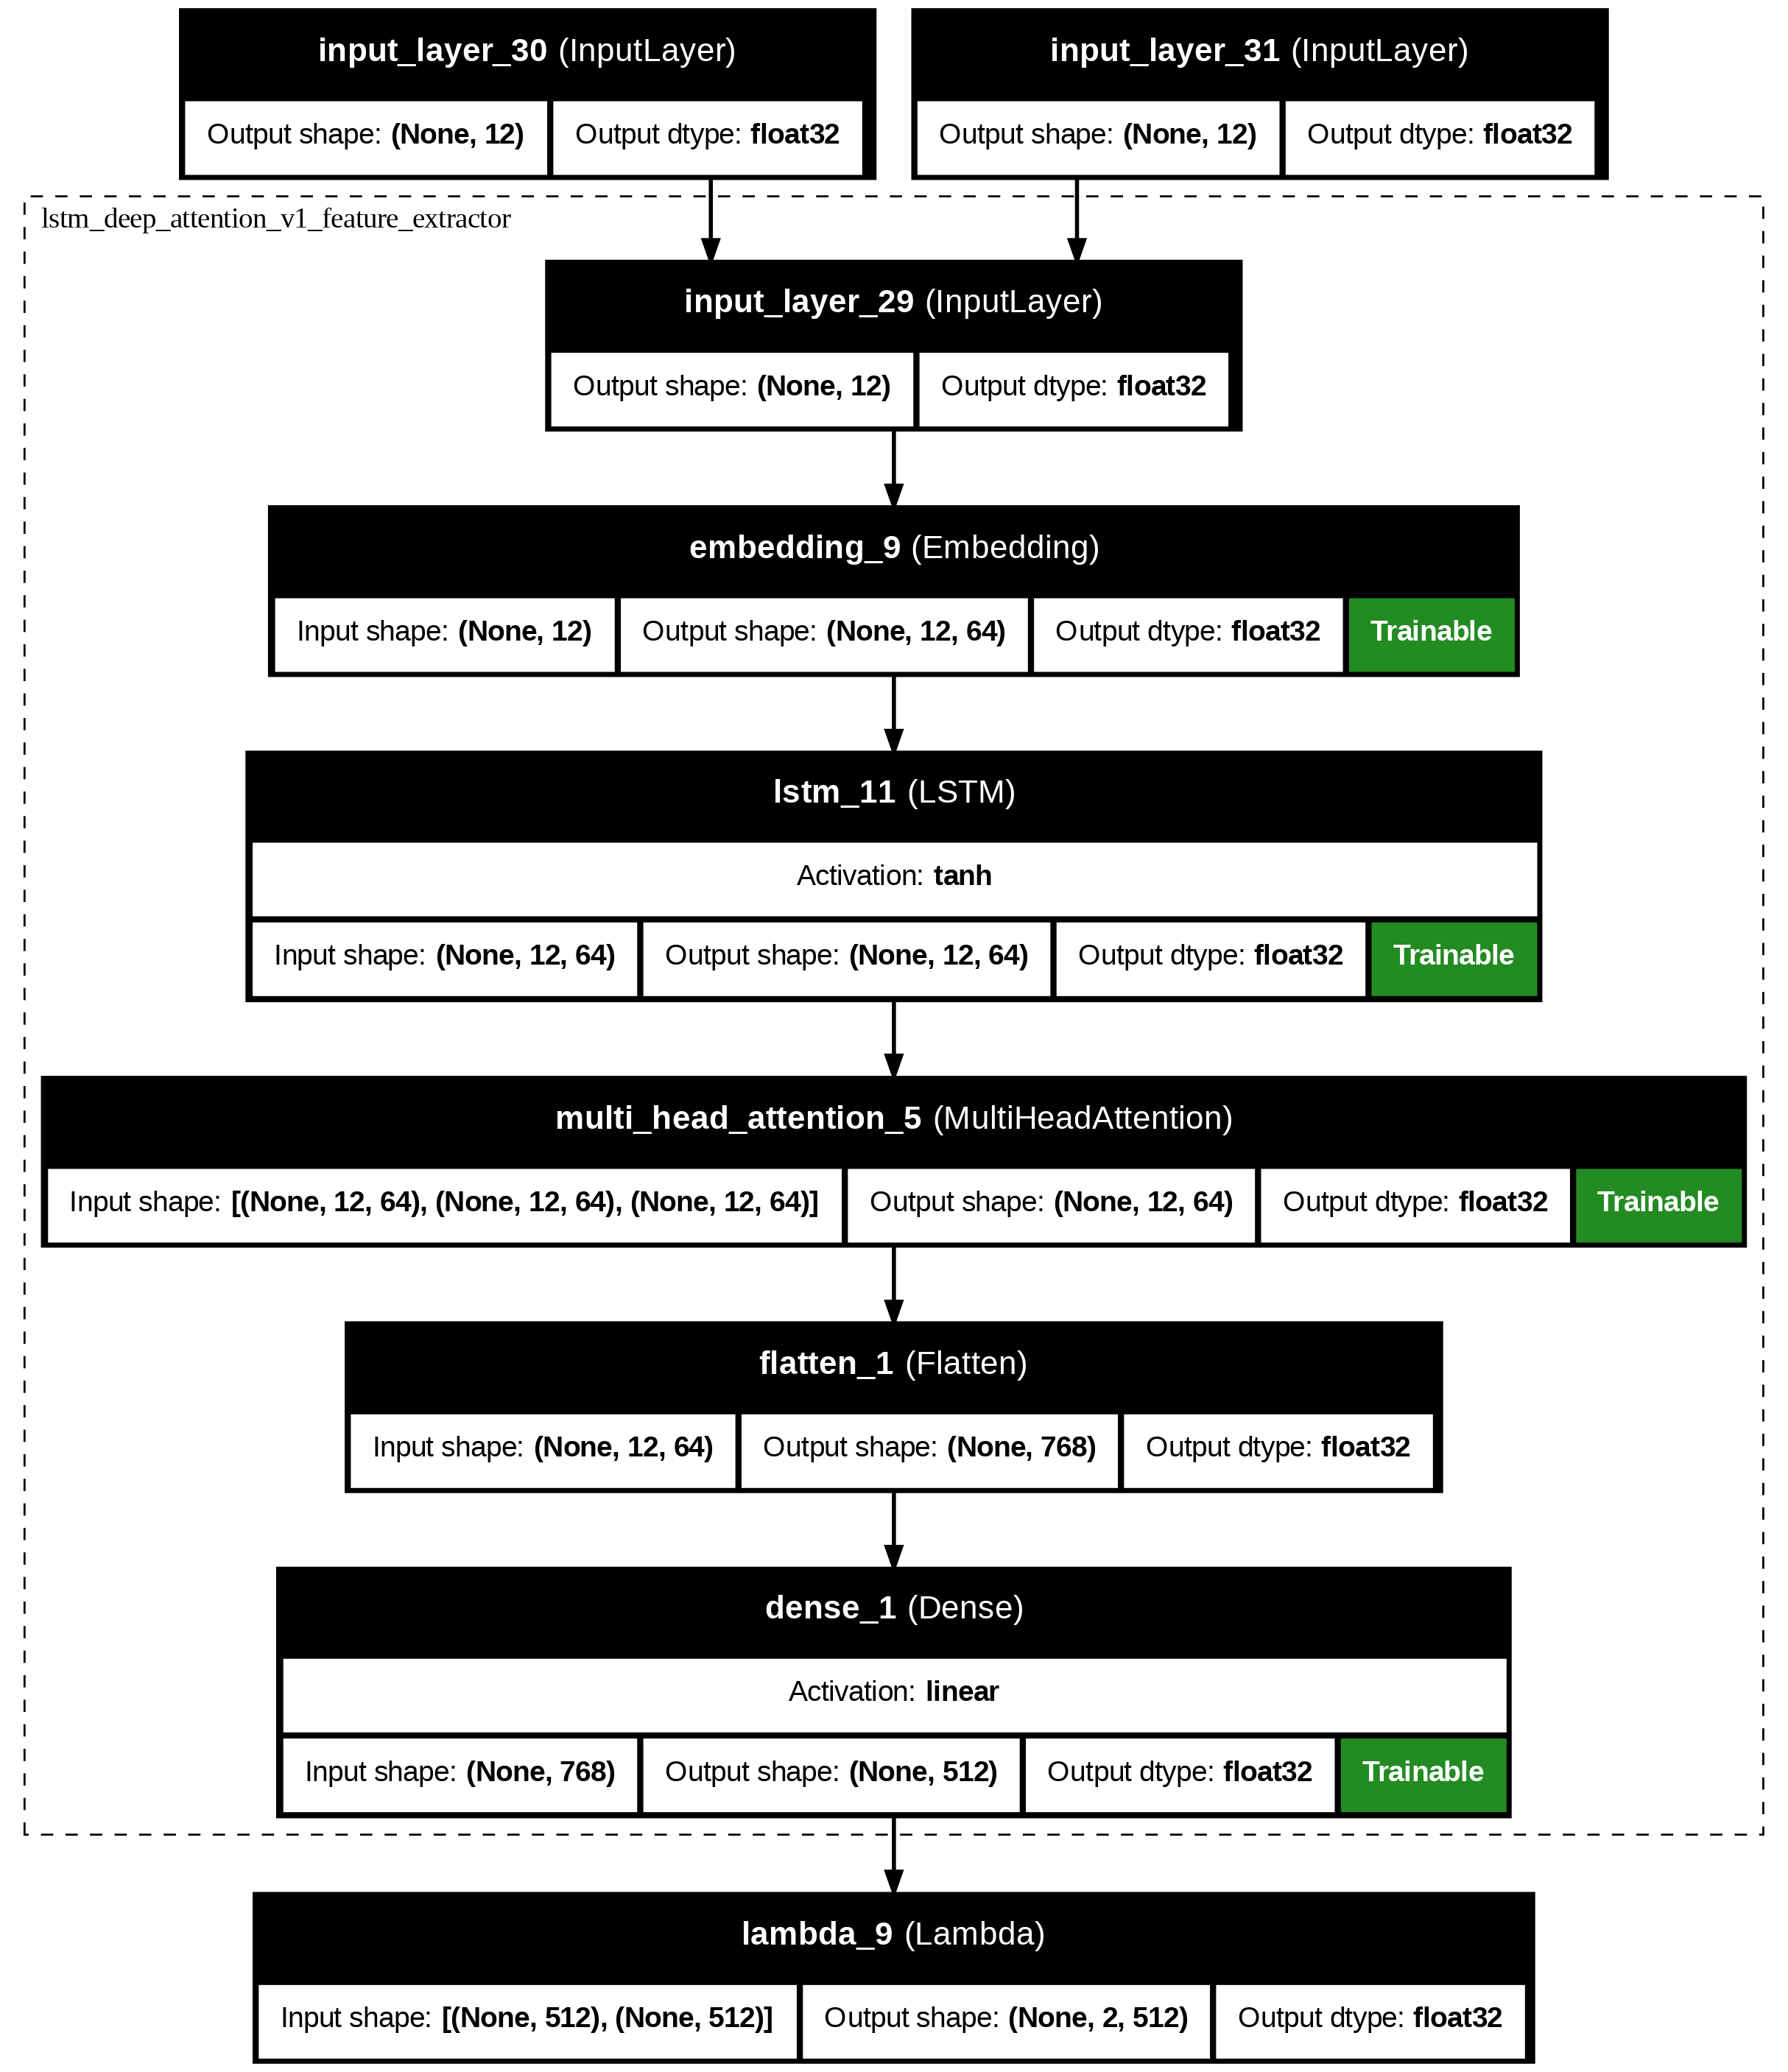 input_layer_30 (InputLayer)
input_layer_31 (InputLayer)
Output shape: (None, 12)
Output dtype: float32
Output shape: (None, 12)
Output dtype: float32
lstm_deep_attention_v1_feature_extractor
input_layer_29 (InputLayer)
Output shape: (None, 12)
Output dtype: float32
embedding_9 (Embedding)
Input shape: (None, 12)
Output shape: (None, 12, 64)
Output dtype: float32
Trainable
lstm_11 (LSTM)
Activation: tanh
Input shape: (None, 12, 64)
Output shape: (None, 12, 64)
Output dtype: float32
Trainable
multi_head_attention_5 (MultiHeadAttention)
Input shape: [(None, 12, 64), (None, 12, 64), (None, 12, 64)]
Output shape: (None, 12, 64)
Output dtype: float32
Trainable
flatten_1 (Flatten)
Input shape: (None, 12, 64)
Output shape: (None, 768)
Output dtype: float32
dense_1 (Dense)
Activation: linear
Input shape: (None, 768)
Output shape: (None, 512)
Output dtype: float32
Trainable
lambda_9 (Lambda)
Input shape: [(None, 512), (None, 512)]
Output shape: (None, 2, 512)
Output dtype: float32